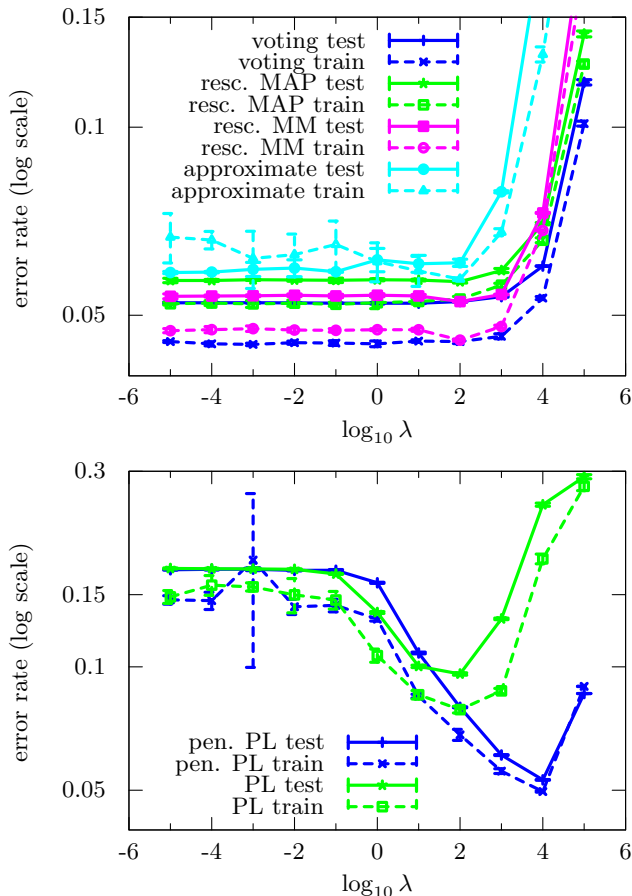 0.15
0.1
0.05
error rate (log scale)
voting test
voting train
resc. MAP test
resc. MAP train
resc. MM test
resc. MM train
approximate test
approximate train
-6 -4 -2 0 2 4 6
log10 λ
0.3
0.15
0.1
0.05
error rate (log scale)
pen. PL test
pen. PL train
PL test
PL train
-6 -4 -2 0 2 4 6
log10 λ